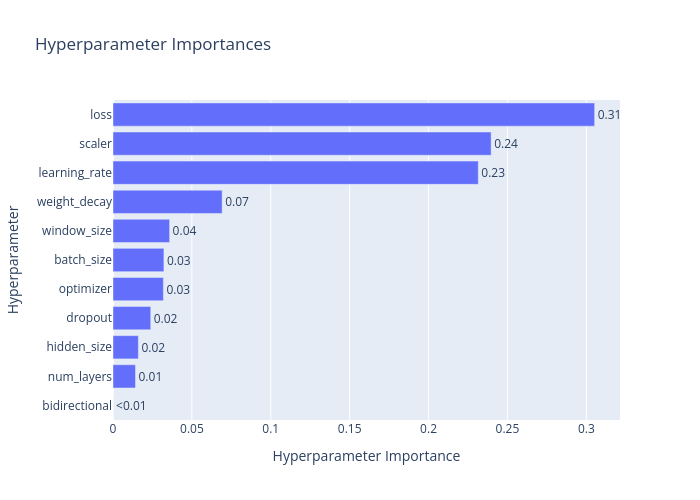 Hyperparameter Importances
Hyperparameter
loss 0.31
scaler 0.24
learning_rate 0.23
weight_decay 0.07
window_size 0.04
batch_size 0.03
optimizer 0.03
dropout 0.02
hidden_size 0.02
num_layers 0.01
bidirectional <0.01
0 0.05 0.1 0.15 0.2 0.25 0.3
Hyperparameter Importance